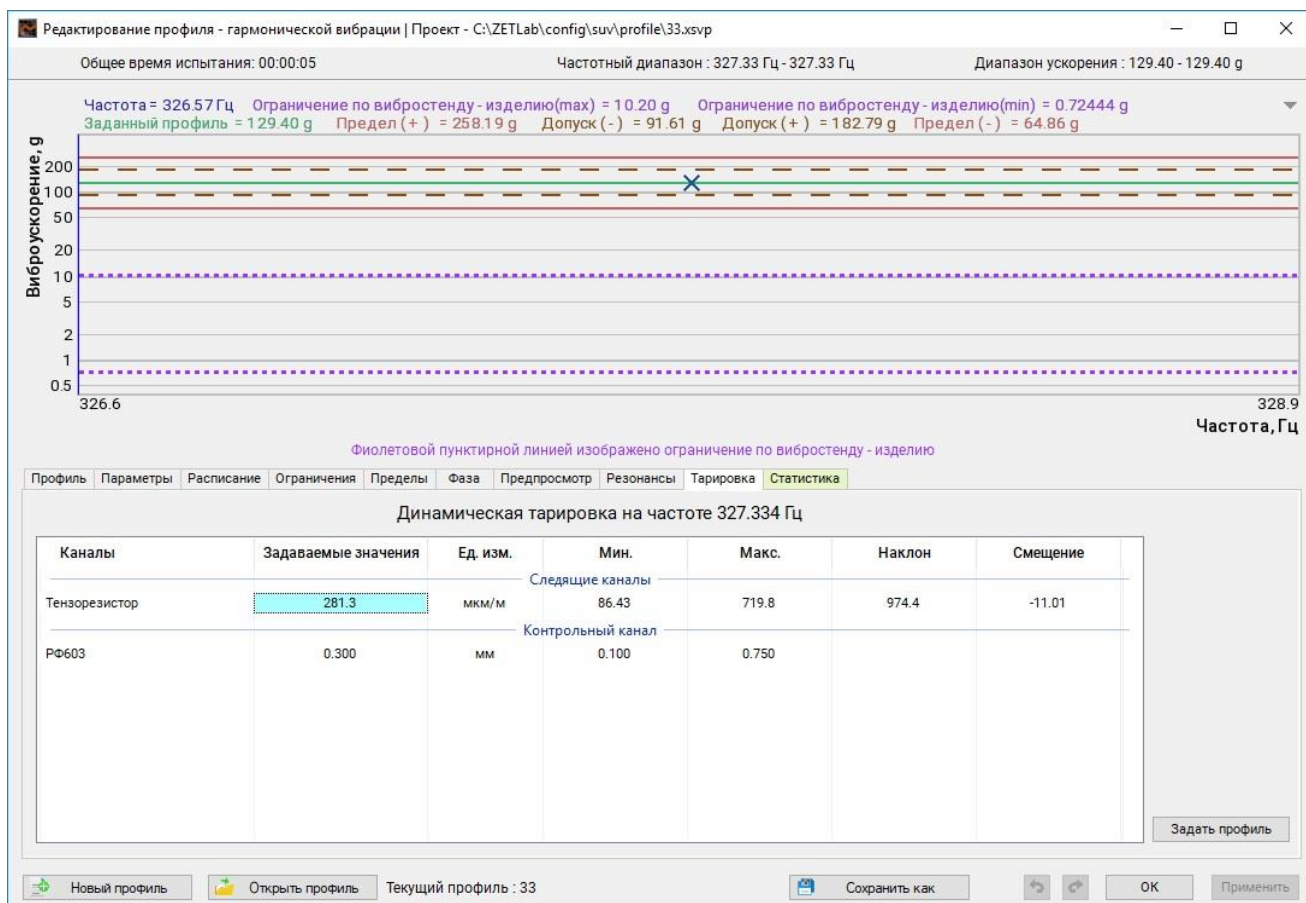 Редактирование профиля - гармонической вибрации | Проект - C:\ZETLab\config\suv\profile\33.xsvp
Общее время испытания: 00:00:05 Частотный диапазон : 327.33 Гц - 327.33 Гц Диапазон ускорения : 129.40 - 129.40 g
Частота = 326.57 Гц Ограничение по вибростенду - изделию(max) = 10.20 g Ограничение по вибростенду - изделию(min) = 0.72444 g
Заданный профиль = 129.40 g Предел ( + ) = 258.19 g Допуск ( - ) = 91.61 g Допуск ( + ) = 182.79 g Предел ( - ) = 64.86 g
Виброускорение, g
200
100
50
20
10
5
2
1
0.5
326.6 328.9
Частота, Гц
Фиолетовой пунктирной линией изображено ограничение по вибростенду - изделию
Профиль Параметры Расписание Ограничения Пределы Фаза Предпросмотр Резонансы Тарировка Статистика
Динамическая тарировка на частоте 327.334 Гц
Каналы Задаваемые значения Ед. изм. Мин. Макс. Наклон Смещение
Следящие каналы
Тензорезистор 281.3 мкм/м 86.43 719.8 974.4 -11.01
Контрольный канал
РФ603 0.300 мм 0.100 0.750
Задать профиль
Новый профиль Открыть профиль Текущий профиль : 33 Сохранить как OK Применить